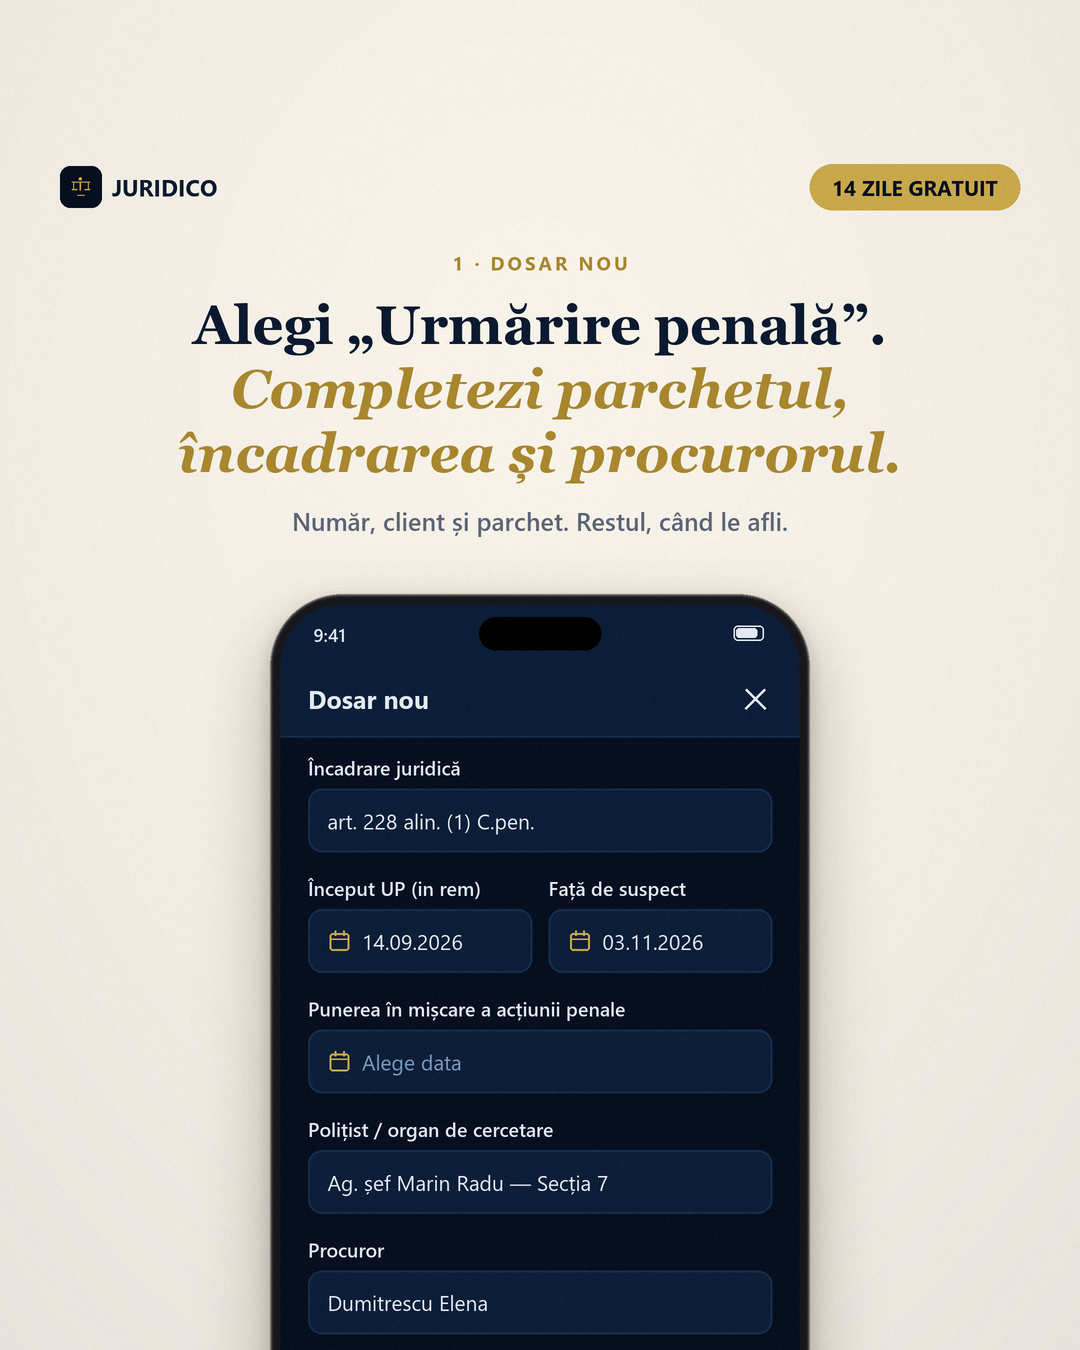 JURIDICO
14 ZILE GRATUIT
1 · DOSAR NOU
Alegi „Urmărire penală”.
Completezi parchetul,
încadrarea și procurorul.
Număr, client și parchet. Restul, când le afli.
9:41
Dosar nou
Încadrare juridică
art. 228 alin. (1) C.pen.
Început UP (in rem)
Față de suspect
14.09.2026
03.11.2026
Punerea în mișcare a acțiunii penale
Alege data
Polițist / organ de cercetare
Ag. șef Marin Radu — Secția 7
Procuror
Dumitrescu Elena